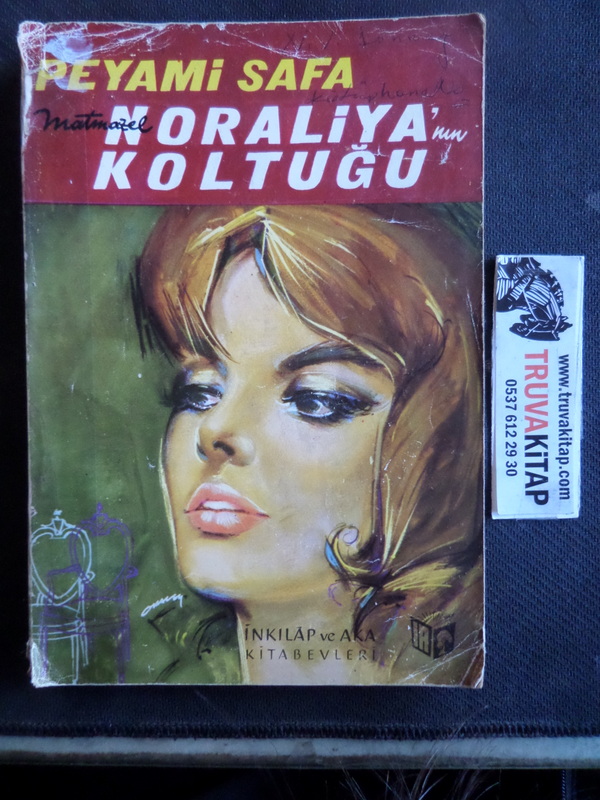 PEYAMİ SAFA
Matmazel
NORALİYA'nın
KOLTUĞU
İNKILÂP ve AKA
KİTABEVLERİ
TRUVAKİTAP
www.truvakitap.com
0537 612 29 30